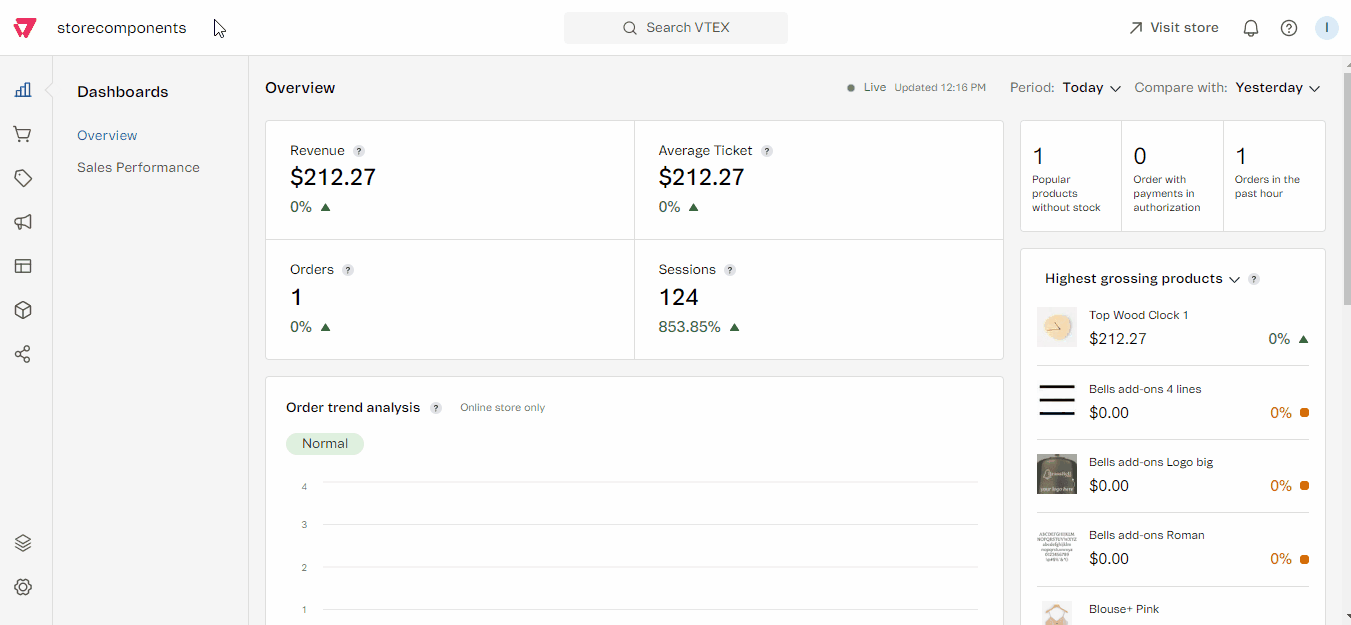 storecomponents
Search VTEX
Visit store
I
Dashboards
Overview
Sales Performance
Overview
Live Updated 12:16 PM Period: Today Compare with: Yesterday
Revenue ?
$212.27
0%
Average Ticket ?
$212.27
0%
Orders ?
1
0%
Sessions ?
124
853.85%
1
Popular
products
without stock
0
Order with
payments in
authorization
1
Orders in the
past hour
Order trend analysis ? Online store only
Normal
4
3
2
1
Highest grossing products ?
Top Wood Clock 1
$212.27 0%
Bells add-ons 4 lines
$0.00 0%
Bells add-ons Logo big
$0.00 0%
Bells add-ons Roman
$0.00 0%
Blouse+ Pink